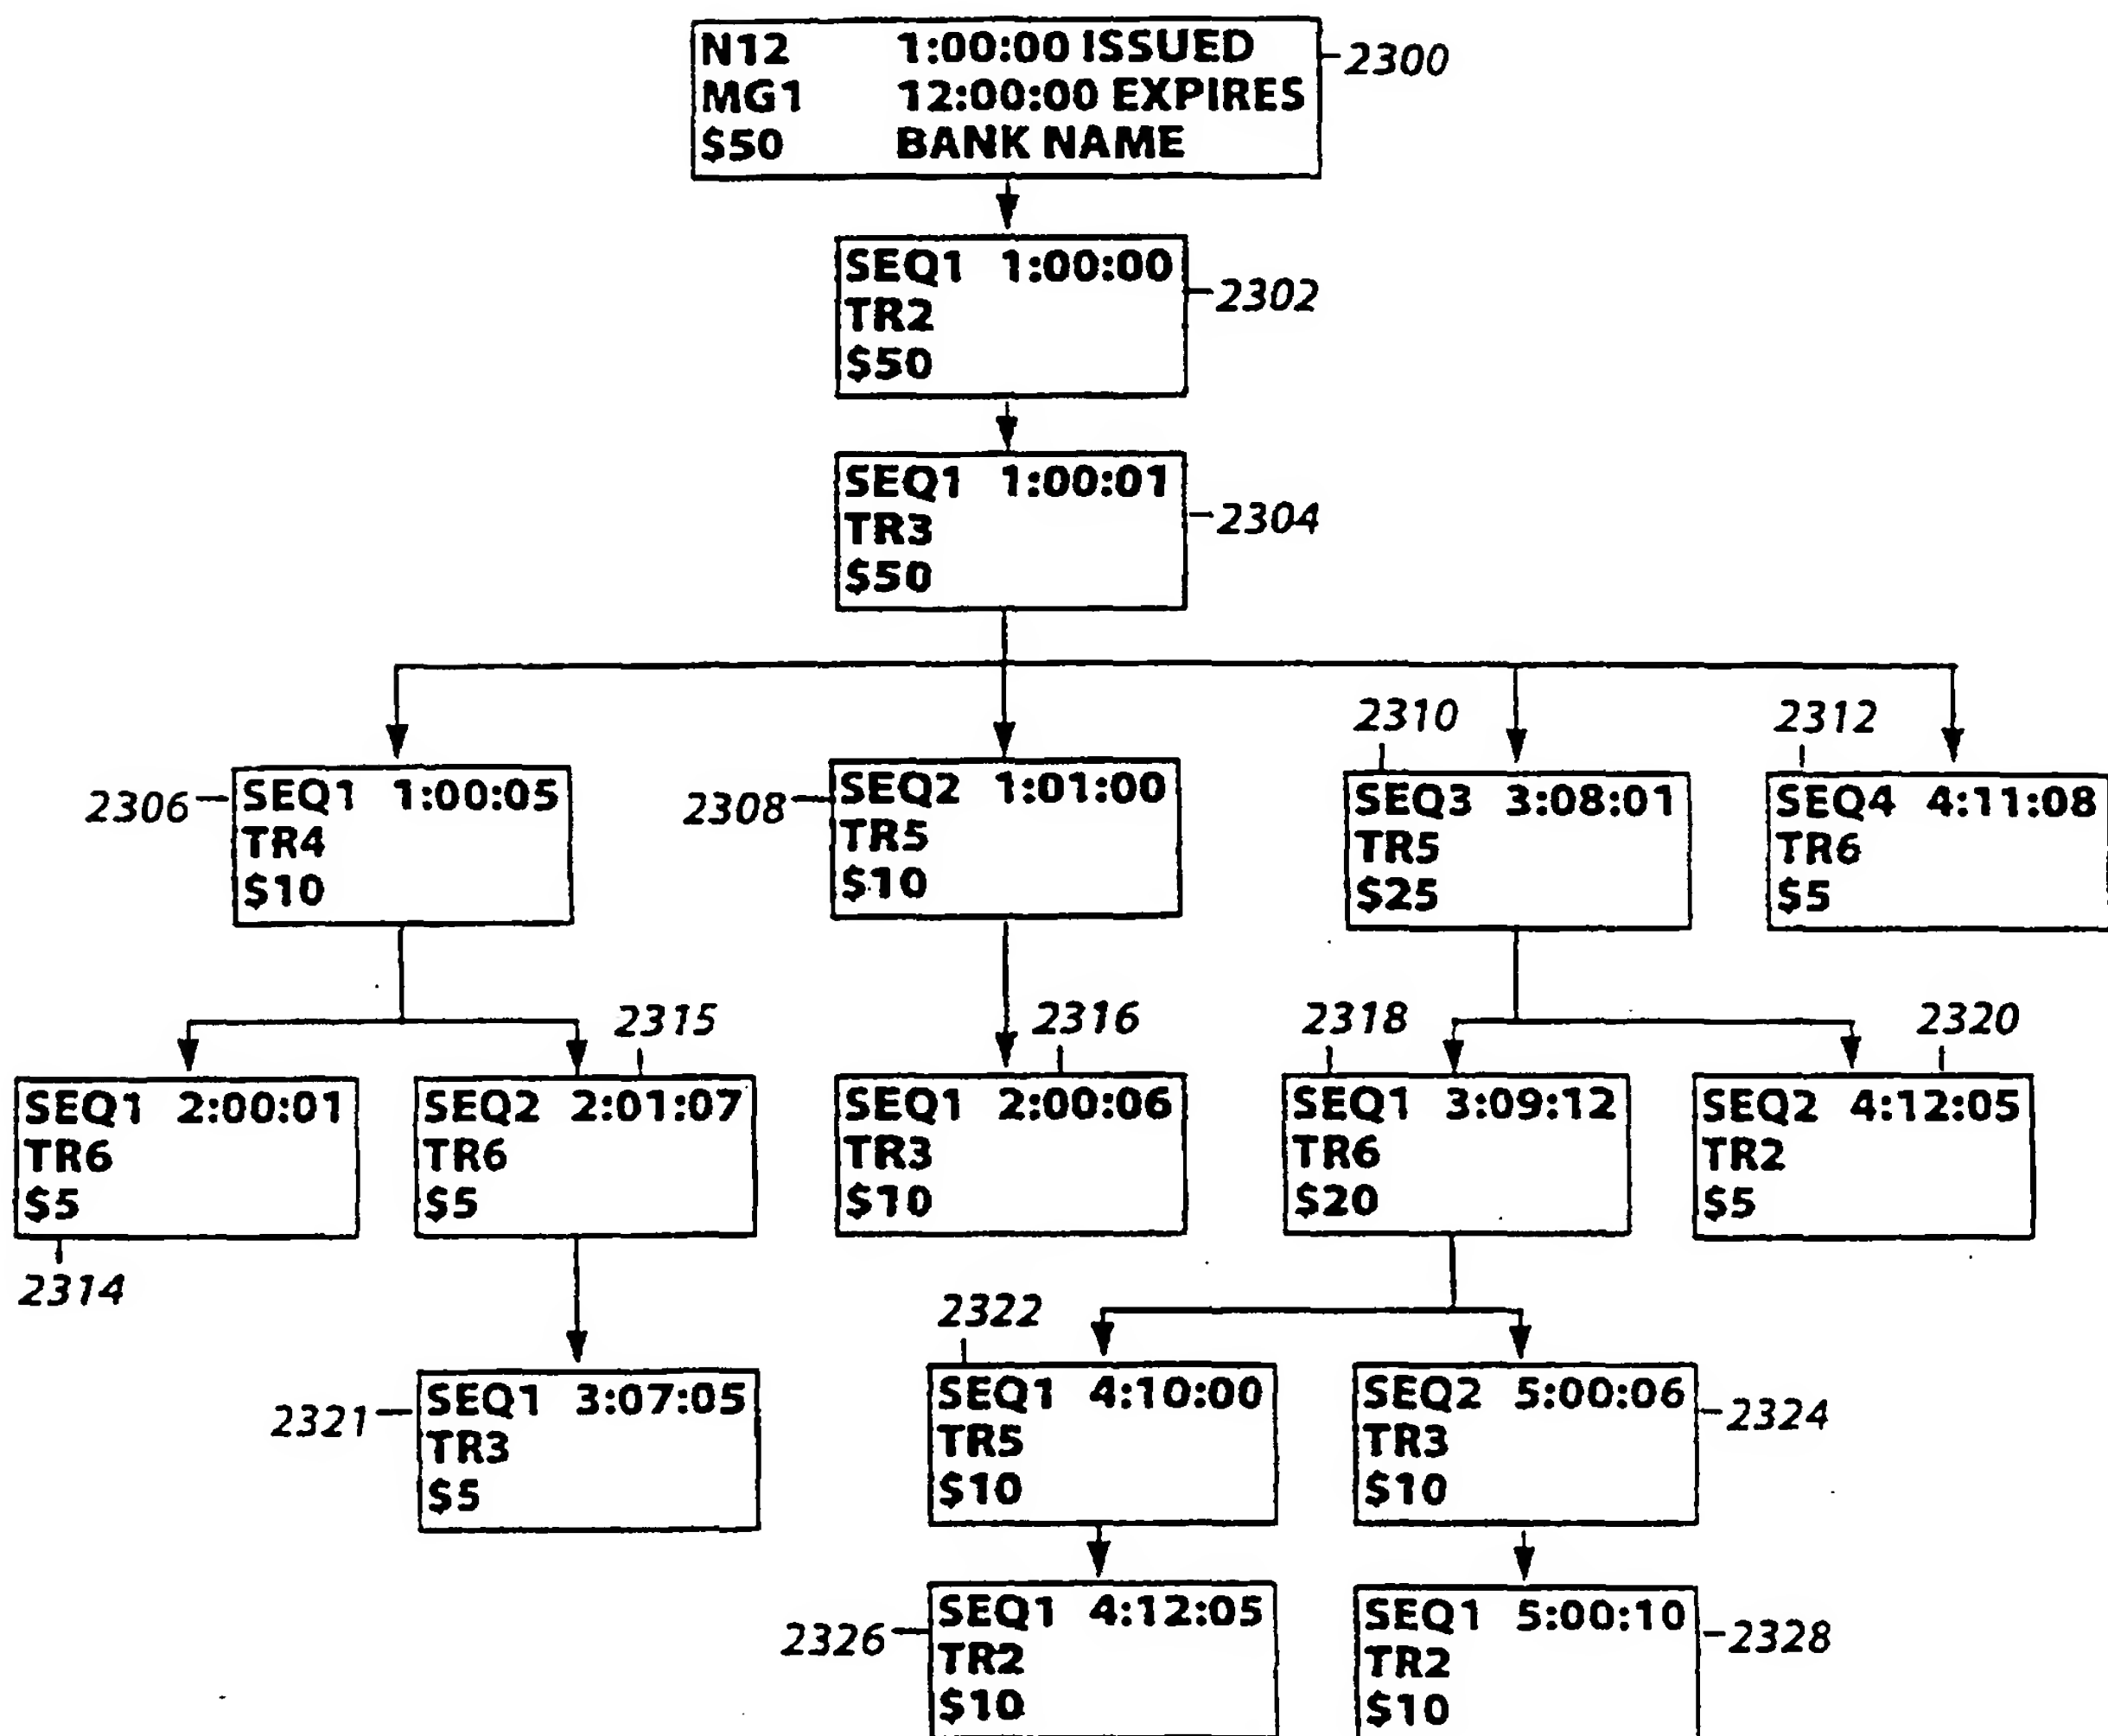 N12 1:00:00 ISSUED
MG1 12:00:00 EXPIRES
$50 BANK NAME
2300
SEQ1 1:00:00
TR2
$50
2302
SEQ1 1:00:01
TR3
$50
2304
2306
SEQ1 1:00:05
TR4
$10
2308
SEQ2 1:01:00
TR5
$10
2310
SEQ3 3:08:01
TR5
$25
2312
SEQ4 4:11:08
TR6
$5
SEQ1 2:00:01
TR6
$5
2314
2315
SEQ2 2:01:07
TR6
$5
2316
SEQ1 2:00:06
TR3
$10
2318
SEQ1 3:09:12
TR6
$20
2320
SEQ2 4:12:05
TR2
$5
2321
SEQ1 3:07:05
TR3
$5
2322
SEQ1 4:10:00
TR5
$10
SEQ2 5:00:06
TR3
$10
2324
2326
SEQ1 4:12:05
TR2
$10
SEQ1 5:00:10
TR2
$10
2328